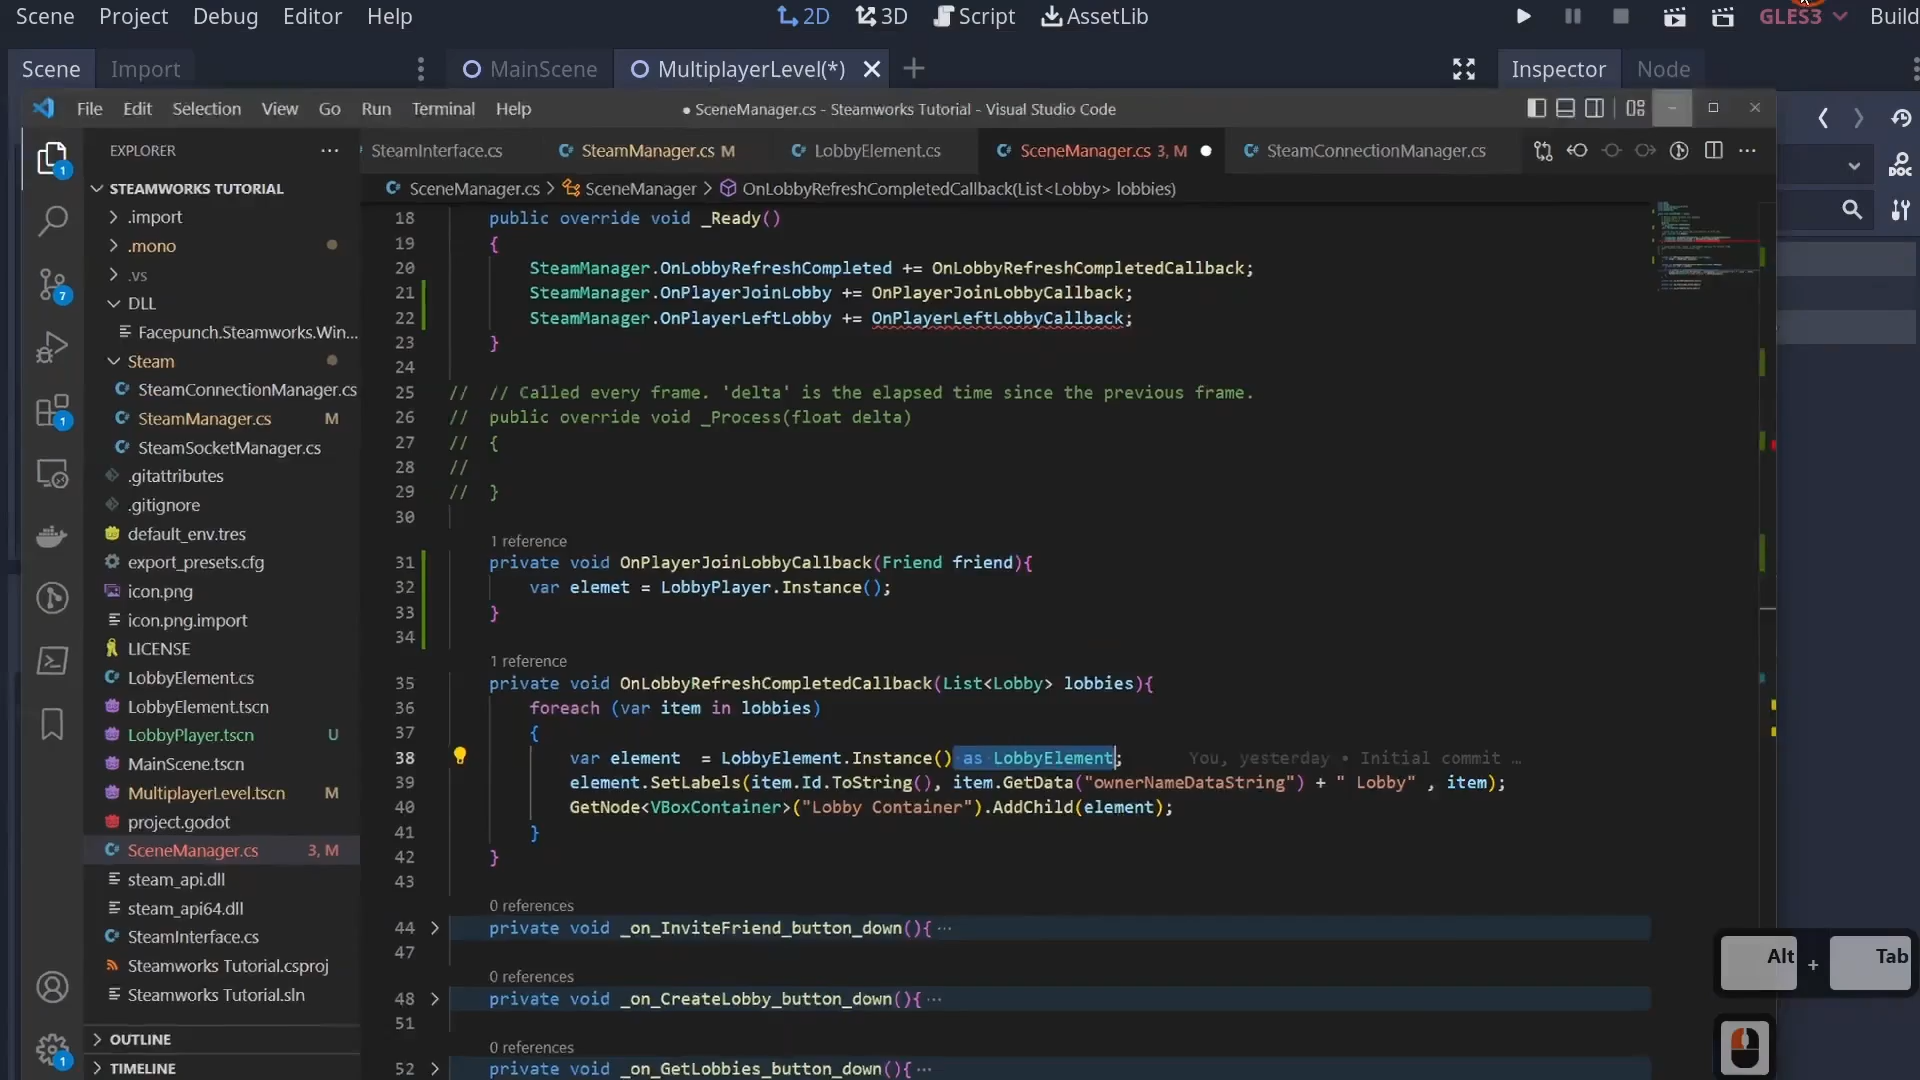 Scene Project Debug Editor Help 2D 3D Script AssetLib GLES3 Build
Scene Import MainScene MultiplayerLevel(*) Inspector Node
File Edit Selection View Go Run Terminal Help ● SceneManager.cs - Steamworks Tutorial - Visual Studio Code
EXPLORER ··· SteamInterface.cs SteamManager.cs M LobbyElement.cs SceneManager.cs 3, M SteamConnectionManager.cs ···
STEAMWORKS TUTORIAL SceneManager.cs > SceneManager > OnLobbyRefreshCompletedCallback(List<Lobby> lobbies)
.import
.mono
.vs
DLL
Facepunch.Steamworks.Win...
Steam
SteamConnectionManager.cs
SteamManager.cs M
SteamSocketManager.cs
.gitattributes
.gitignore
default_env.tres
export_presets.cfg
icon.png
icon.png.import
LICENSE
LobbyElement.cs
LobbyElement.tscn
LobbyPlayer.tscn U
MainScene.tscn
MultiplayerLevel.tscn M
project.godot
SceneManager.cs 3, M
steam_api.dll
steam_api64.dll
SteamInterface.cs
Steamworks Tutorial.csproj
Steamworks Tutorial.sln
OUTLINE
TIMELINE
1
7
1
1
DOC
18 public override void _Ready()
19 {
20 SteamManager.OnLobbyRefreshCompleted += OnLobbyRefreshCompletedCallback;
21 SteamManager.OnPlayerJoinLobby += OnPlayerJoinLobbyCallback;
22 SteamManager.OnPlayerLeftLobby += OnPlayerLeftLobbyCallback;
23 }
24
25 // // Called every frame. 'delta' is the elapsed time since the previous frame.
26 // public override void _Process(float delta)
27 // {
28 //
29 // }
30
1 reference
31 private void OnPlayerJoinLobbyCallback(Friend friend){
32 var elemet = LobbyPlayer.Instance();
33 }
34
1 reference
35 private void OnLobbyRefreshCompletedCallback(List<Lobby> lobbies){
36 foreach (var item in lobbies)
37 {
38 var element  = LobbyElement.Instance() as LobbyElement; You, yesterday • Initial commit …
39 element.SetLabels(item.Id.ToString(), item.GetData("ownerNameDataString") + " Lobby" , item);
40 GetNode<VBoxContainer>("Lobby Container").AddChild(element);
41 }
42 }
43
0 references
44 private void _on_InviteFriend_button_down(){ ···
47
0 references
48 private void _on_CreateLobby_button_down(){ ···
51
0 references
52 private void _on_GetLobbies_button_down(){ ···
Alt + Tab